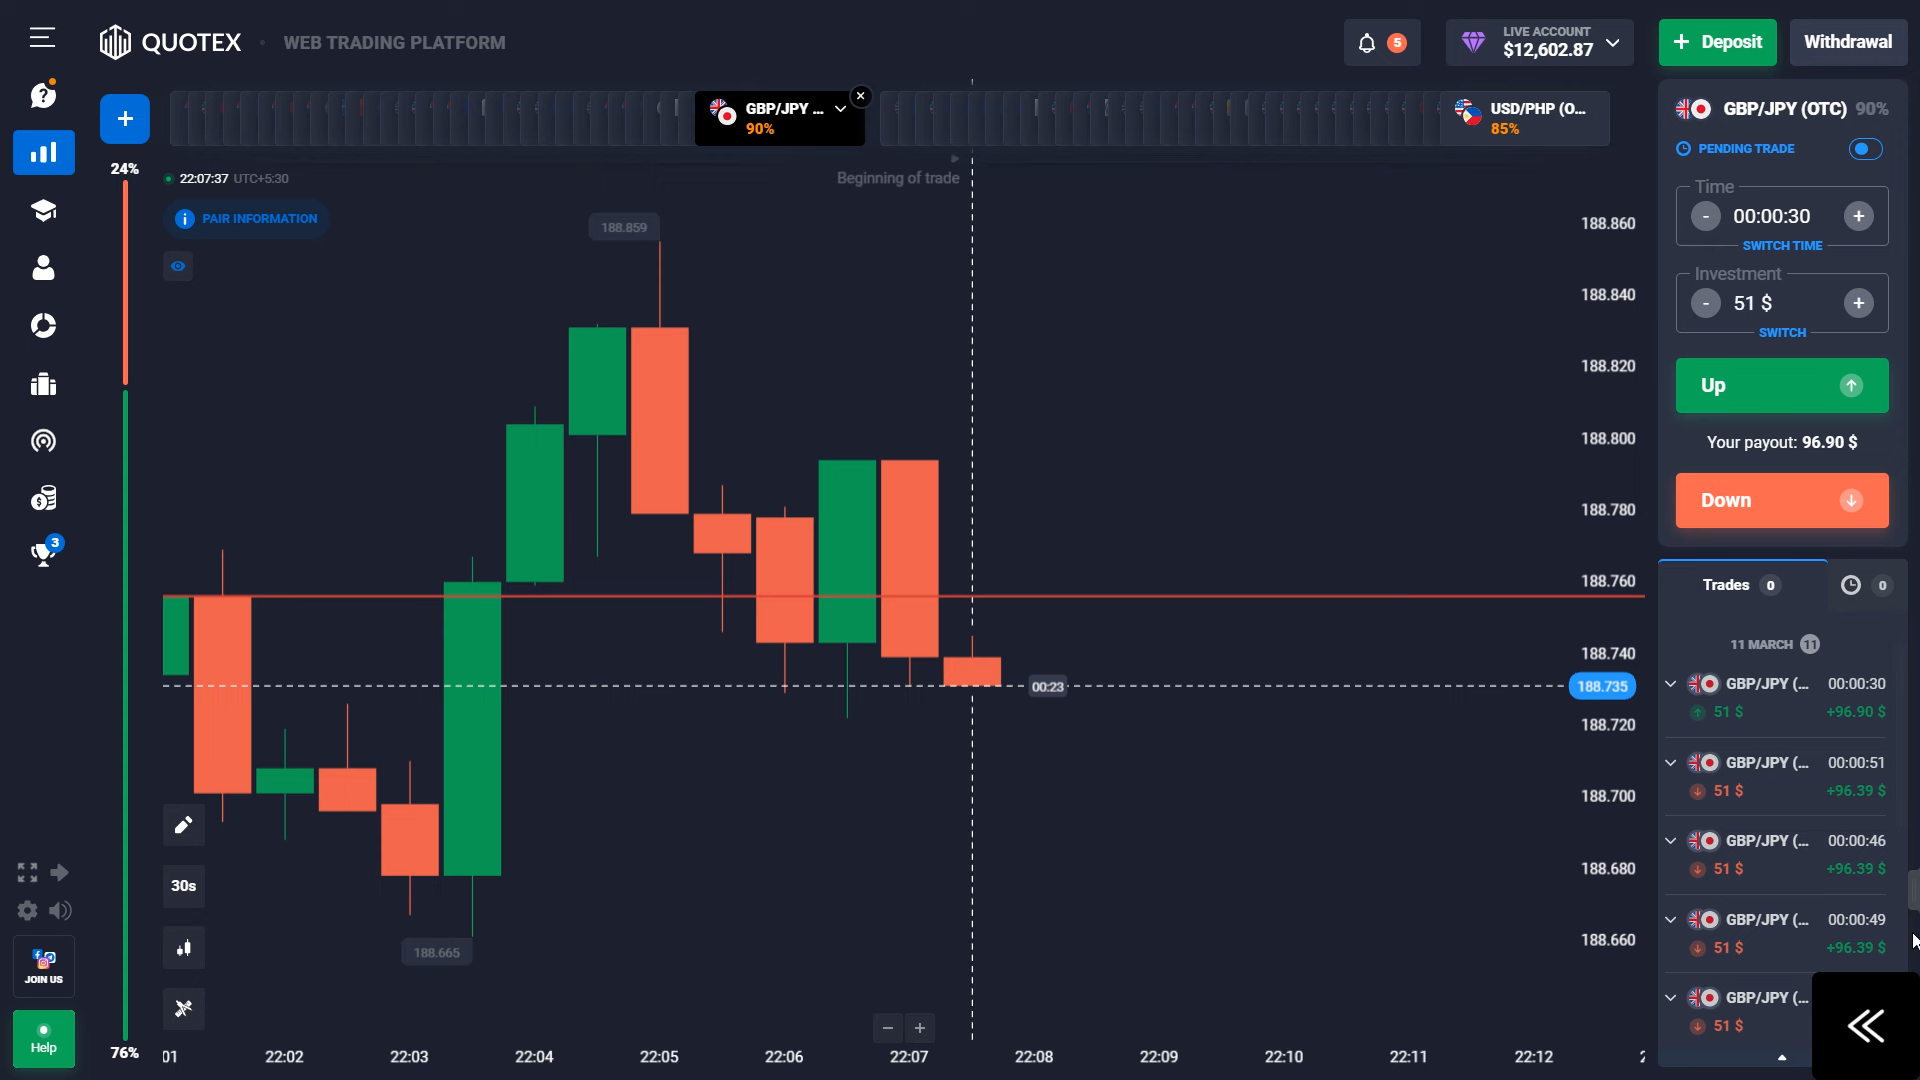 QUOTEX
WEB TRADING PLATFORM
5
LIVE ACCOUNT
$12,602.87
Deposit
Withdrawal
GBP/JPY ...
90%
USD/PHP (O...
85%
24%
22:07:37 UTC+5:30
Beginning of trade
PAIR INFORMATION
188.859
188.860
188.840
188.820
188.800
188.780
188.760
188.740
00:23
188.735
188.720
188.700
188.680
188.660
188.665
30s
3
JOIN US
Help
76%
01
22:02
22:03
22:04
22:05
22:06
22:07
22:08
22:09
22:10
22:11
22:12
2
GBP/JPY (OTC) 90%
PENDING TRADE
Time
- 00:00:30 +
SWITCH TIME
Investment
- 51 $ +
SWITCH
Up
Your payout: 96.90 $
Down
Trades 0
0
11 MARCH 11
GBP/JPY (... 00:00:30
51 $ +96.90 $
GBP/JPY (... 00:00:51
51 $ +96.39 $
GBP/JPY (... 00:00:46
51 $ +96.39 $
GBP/JPY (... 00:00:49
51 $ +96.39 $
GBP/JPY (...
51 $